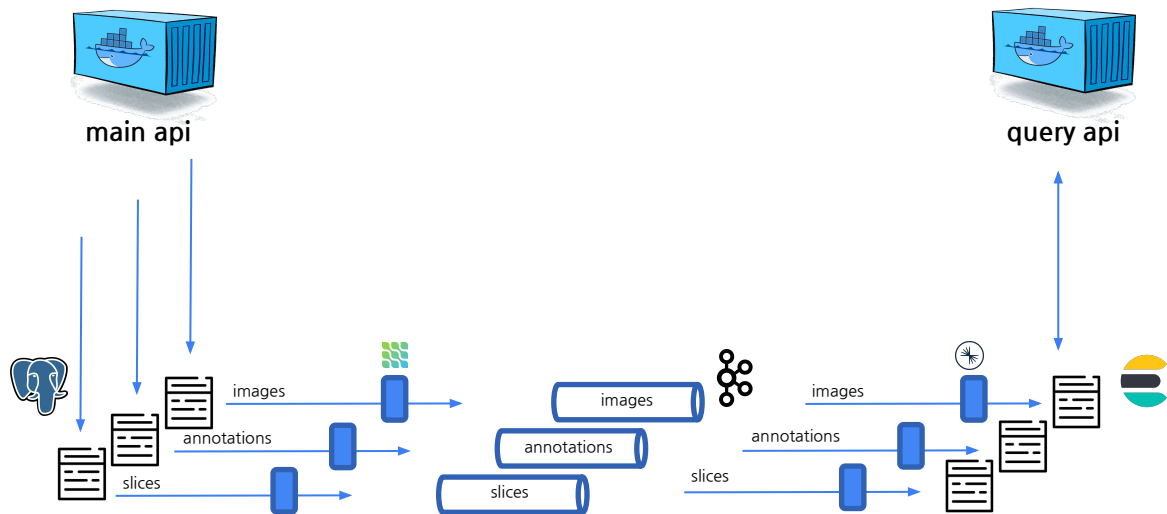 main api
query api
images
images
images
annotations
annotations
annotations
slices
slices
slices